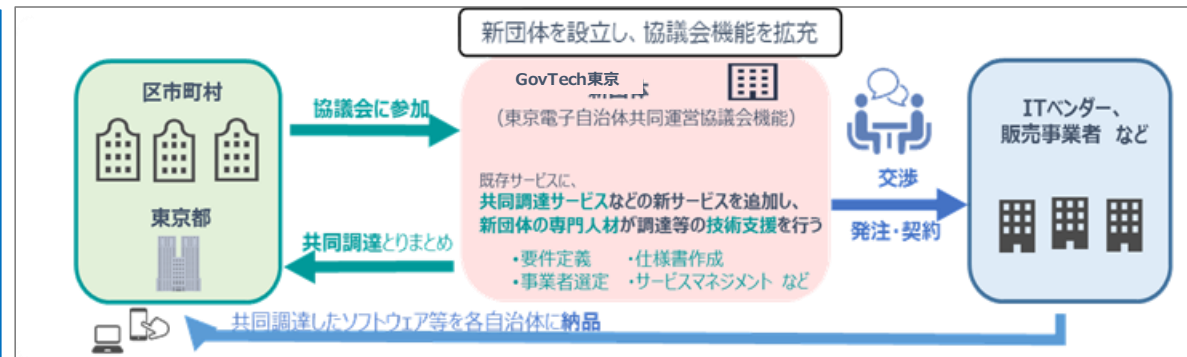 新団体を設立し、協議会機能を拡充
区市町村
東京都
協議会に参加
共同調達とりまとめ
GovTech東京
(東京電子自治体共同運営協議会機能)
既存サービスに、
共同調達サービスなどの新サービスを追加し、
新団体の専門人材が調達等の技術支援を行う
・要件定義 ・仕様書作成
・事業者選定 ・サービスマネジメント など
交渉
発注・契約
ITベンダー、
販売事業者 など
共同調達したソフトウェア等を各自治体に納品